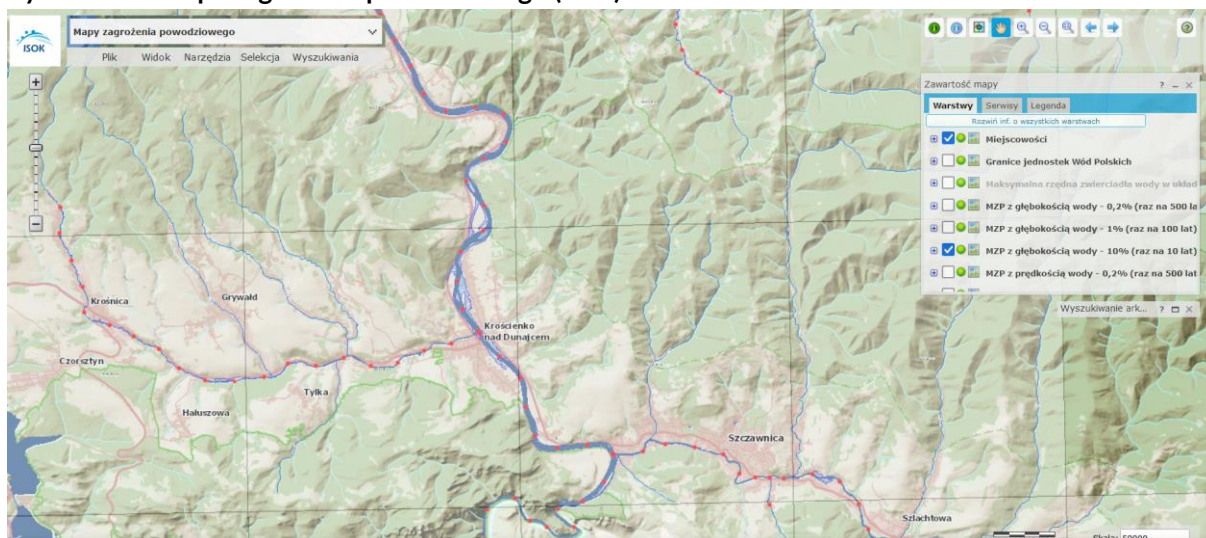 ISOK
Mapy zagrożenia powodziowego
Plik Widok Narzędzia Selekcja Wyszukiwania
Zawartość mapy
Warstwy Serwisy Legenda
Rozwiń inf. o wszystkich warstwach
Miejscowości
Granice jednostek Wód Polskich
Maksymalna rzędna zwierciadła wody w układ
MZP z głębokością wody - 0,2% (raz na 500 la
MZP z głębokością wody - 1% (raz na 100 lat)
MZP z głębokością wody - 10% (raz na 10 lat)
MZP z prędkością wody - 0,2% (raz na 500 lat
Wyszukiwanie ark...
Krośnica
Grywałd
Krościenko
nad Dunajcem
Czorsztyn
Tylka
Hałuszowa
Szczawnica
Szlachtowa
Skala: 50000